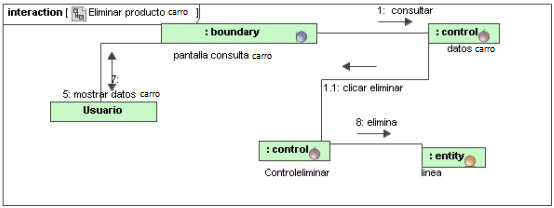 interaction [ Eliminar producto carro ]
1: consultar
: boundary
: control
pantalla consulta carro
datos carro
7:
1.1: clicar eliminar
5: mostrar datos carro
Usuario
8: elimina
: control
: entity
Controleliminar
linea